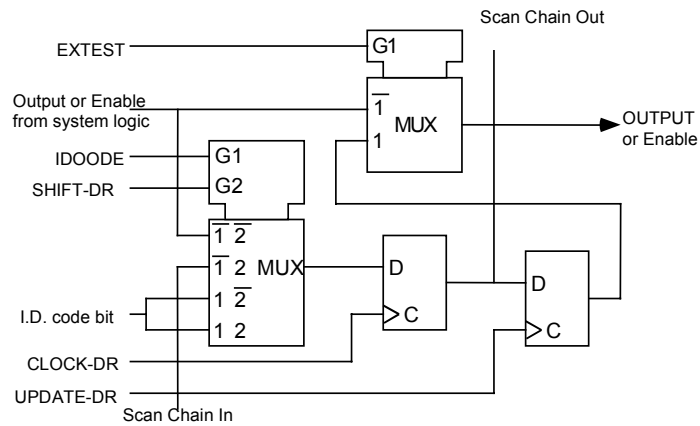 Scan Chain Out
EXTEST
G1
Output or Enable
from system logic
1̅
1
MUX
OUTPUT
or Enable
IDOODE
G1
SHIFT-DR
G2
1̅ 2̅
1̅ 2 MUX
1 2̅
1 2
D
C
D
C
I.D. code bit
CLOCK-DR
UPDATE-DR
Scan Chain In